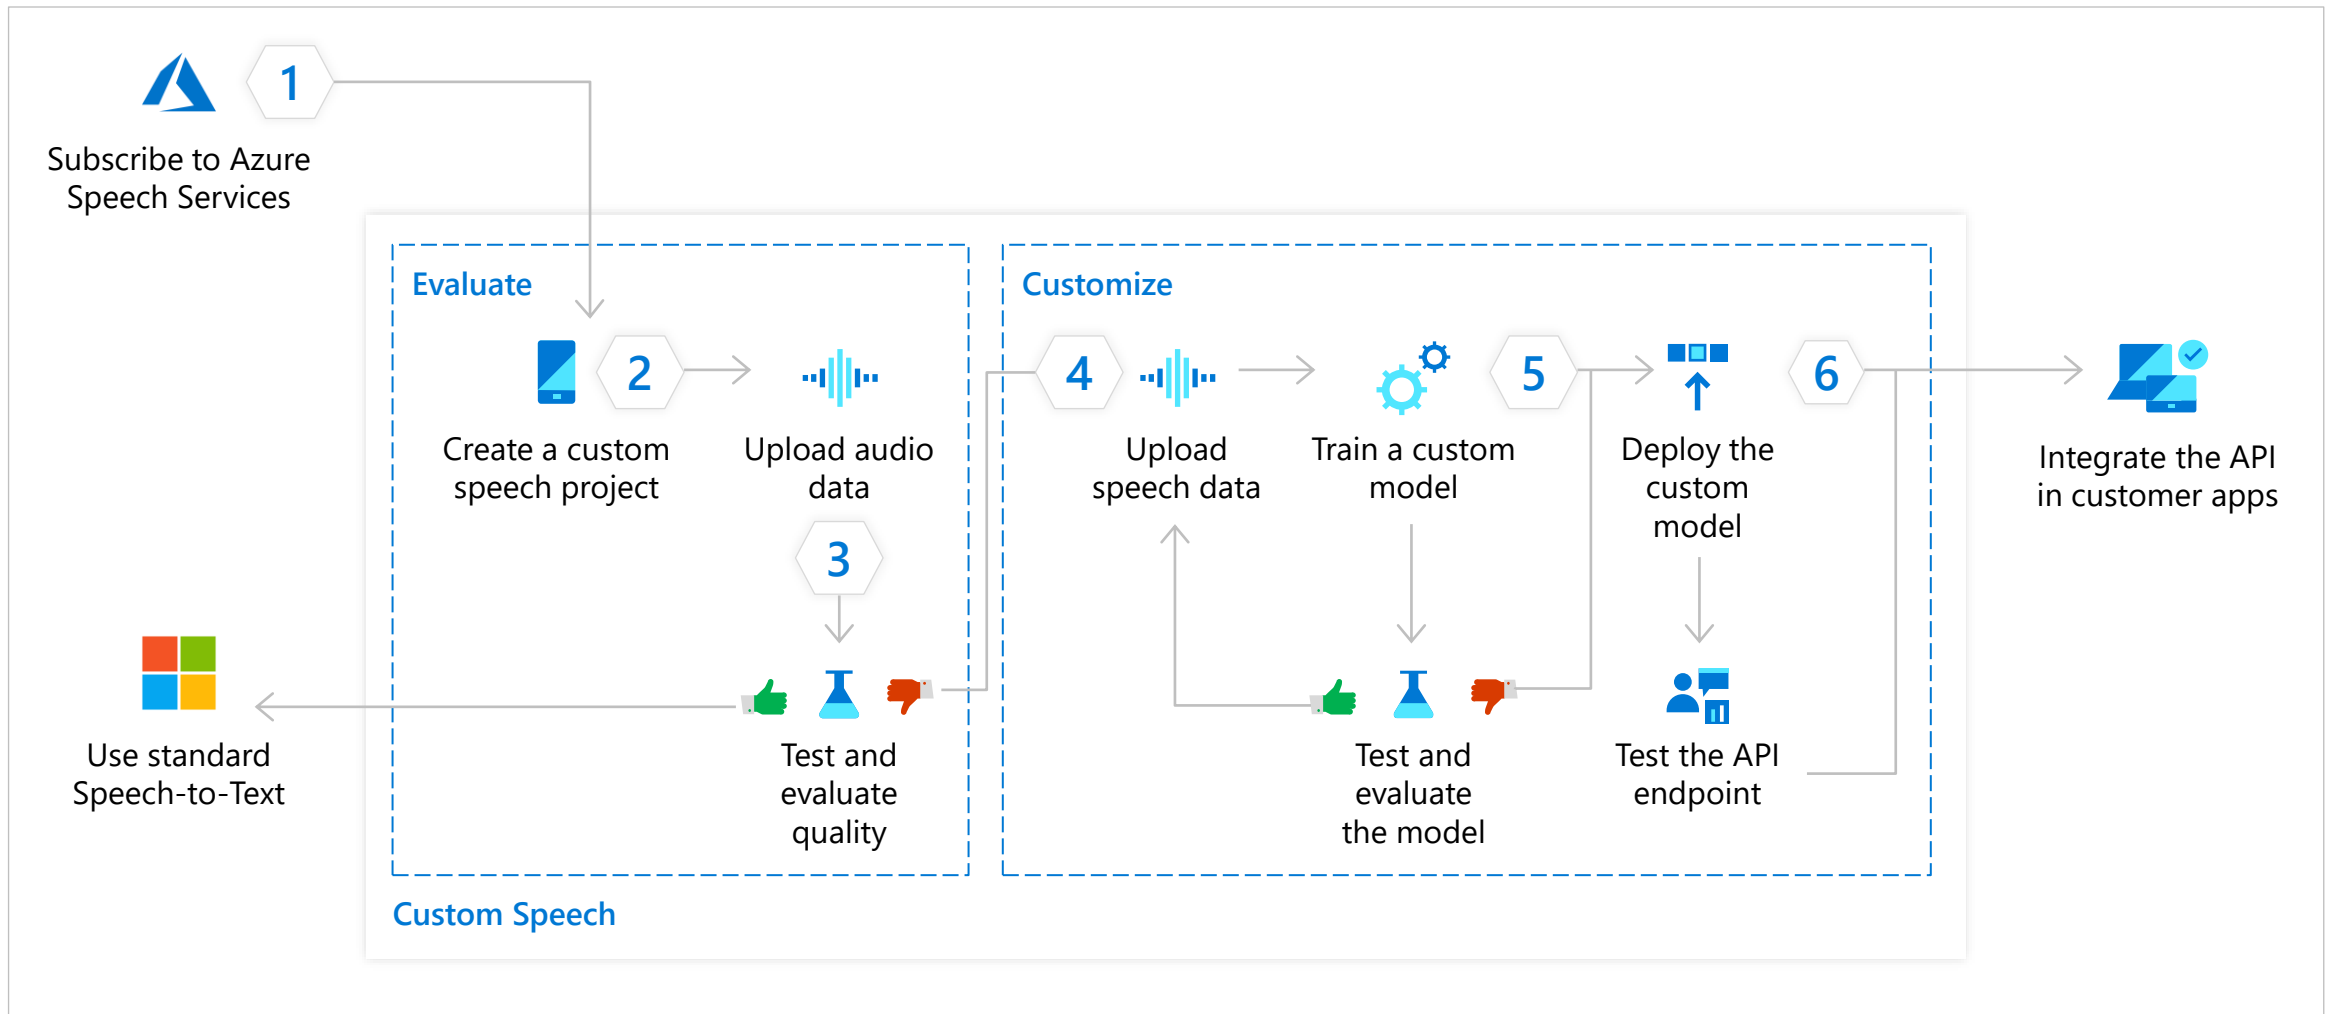 1
Subscribe to Azure
Speech Services
Evaluate
2
Create a custom
speech project
Upload audio
data
3
Test and
evaluate
quality
Use standard
Speech-to-Text
Customize
4
Upload
speech data
Train a custom
model
5
Test and
evaluate
the model
Deploy the
custom
model
6
Test the API
endpoint
Integrate the API
in customer apps
Custom Speech